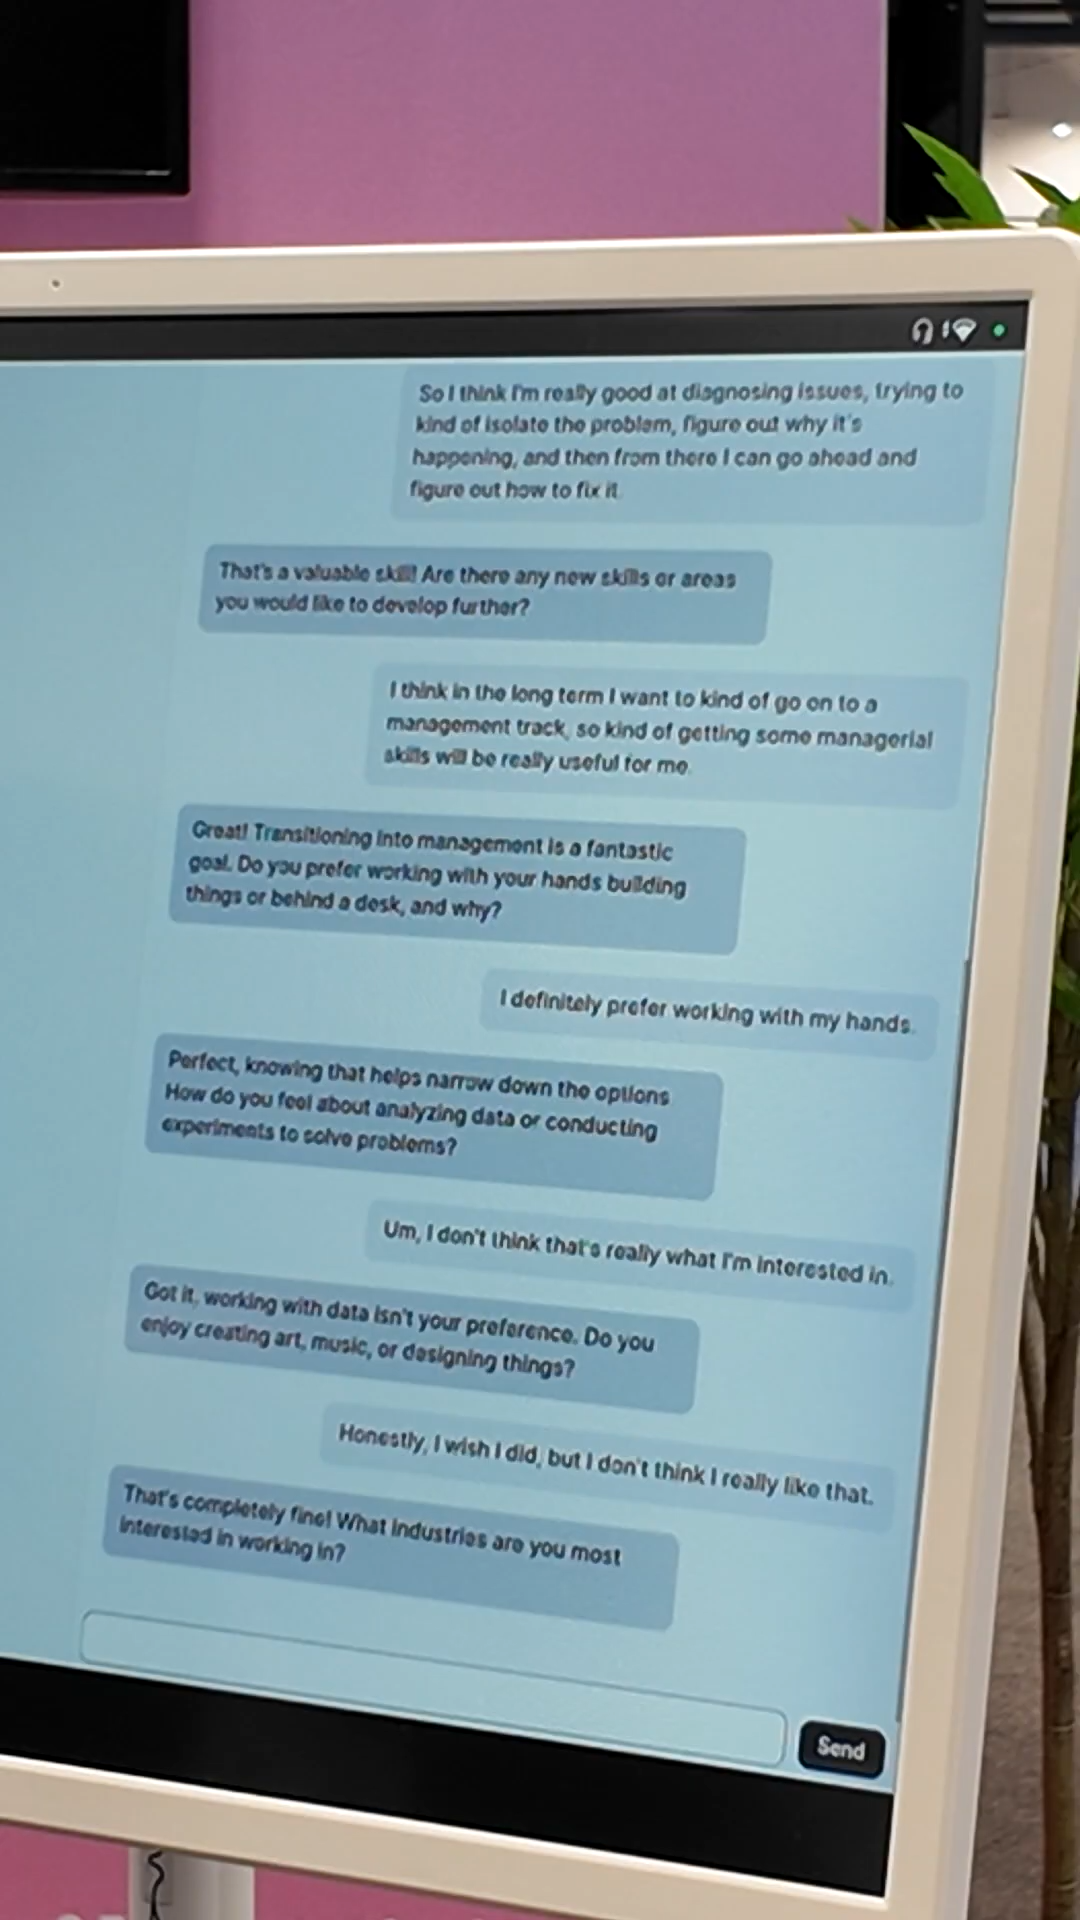 So I think I'm really good at diagnosing issues, trying to
kind of isolate the problem, figure out why it's
happening, and then from there I can go ahead and
figure out how to fix it.
That's a valuable skill! Are there any new skills or areas
you would like to develop further?
I think in the long term I want to kind of go on to a
management track, so kind of getting some managerial
skills will be really useful for me.
Great! Transitioning into management is a fantastic
goal. Do you prefer working with your hands building
things or behind a desk, and why?
I definitely prefer working with my hands.
Perfect, knowing that helps narrow down the options
How do you feel about analyzing data or conducting
experiments to solve problems?
Um, I don't think that's really what I'm interested in.
Got it, working with data isn't your preference. Do you
enjoy creating art, music, or designing things?
Honestly, I wish I did, but I don't think I really like that.
That's completely fine! What industries are you most
interested in working in?
Send